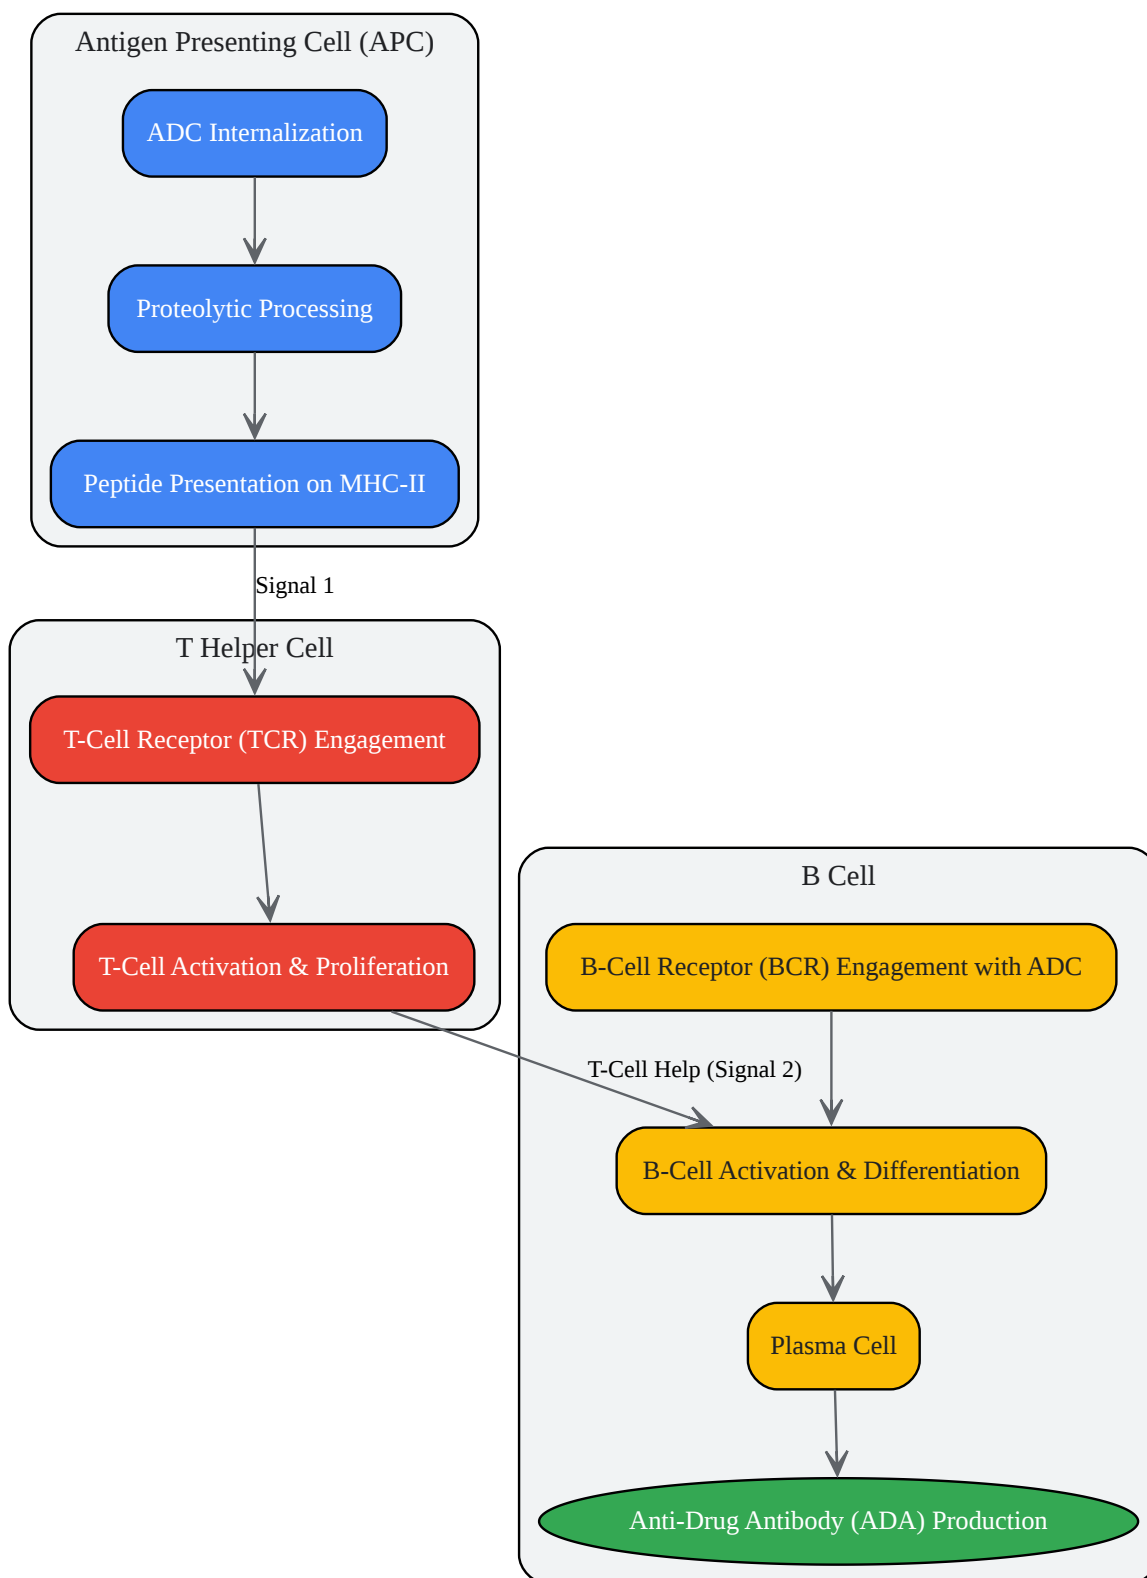 Antigen Presenting Cell (APC)
ADC Internalization
Proteolytic Processing
Peptide Presentation on MHC-II
Signal 1
T Helper Cell
T-Cell Receptor (TCR) Engagement
T-Cell Activation & Proliferation
B Cell
B-Cell Receptor (BCR) Engagement with ADC
T-Cell Help (Signal 2)
B-Cell Activation & Differentiation
Plasma Cell
Anti-Drug Antibody (ADA) Production